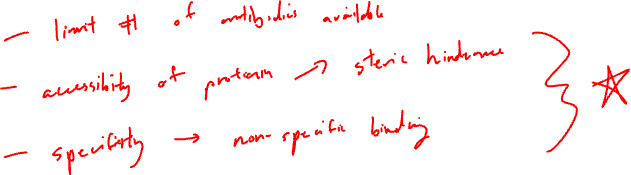 – limit # of antibodies available
– accessibility of protein → steric hindrance
– specificity → non-specific binding